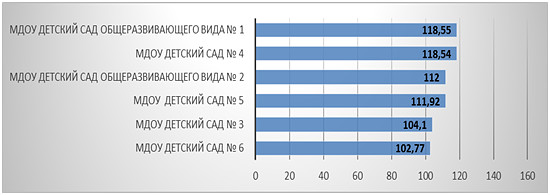 МДОУ ДЕТСКИЙ САД ОБЩЕРАЗВИВАЮЩЕГО ВИДА № 1 118,55
МДОУ ДЕТСКИЙ САД № 4 118,54
МДОУ ДЕТСКИЙ САД ОБЩЕРАЗВИВАЮЩЕГО ВИДА № 2 112
МДОУ ДЕТСКИЙ САД № 5 111,92
МДОУ ДЕТСКИЙ САД № 3 104,1
МДОУ ДЕТСКИЙ САД № 6 102,77
0 20 40 60 80 100 120 140 160